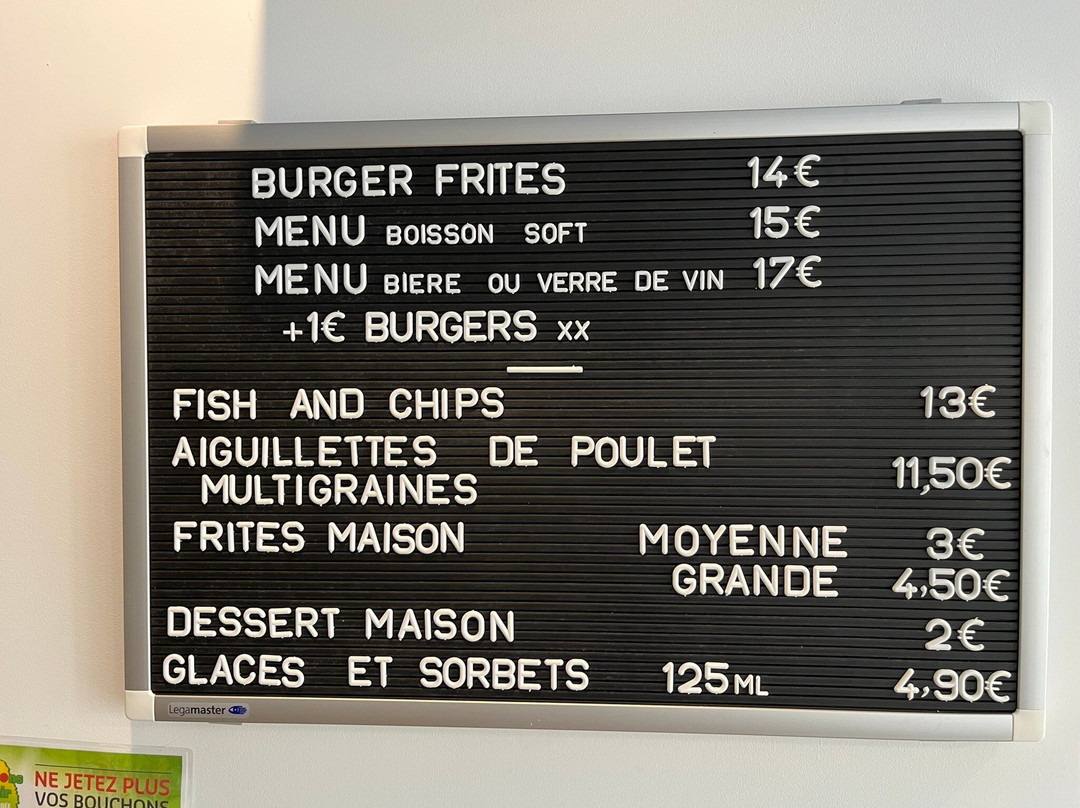 BURGER FRITES 14€
MENU BOISSON SOFT 15€
MENU BIERE OU VERRE DE VIN 17€
+1€ BURGERS XX
FISH AND CHIPS 13€
AIGUILLETTES DE POULET
MULTIGRAINES 11,50€
FRITES MAISON MOYENNE 3€
GRANDE 4,50€
DESSERT MAISON 2€
GLACES ET SORBETS 125ML 4,90€
Legamaster
NE JETEZ PLUS
VOS BOUCHONS